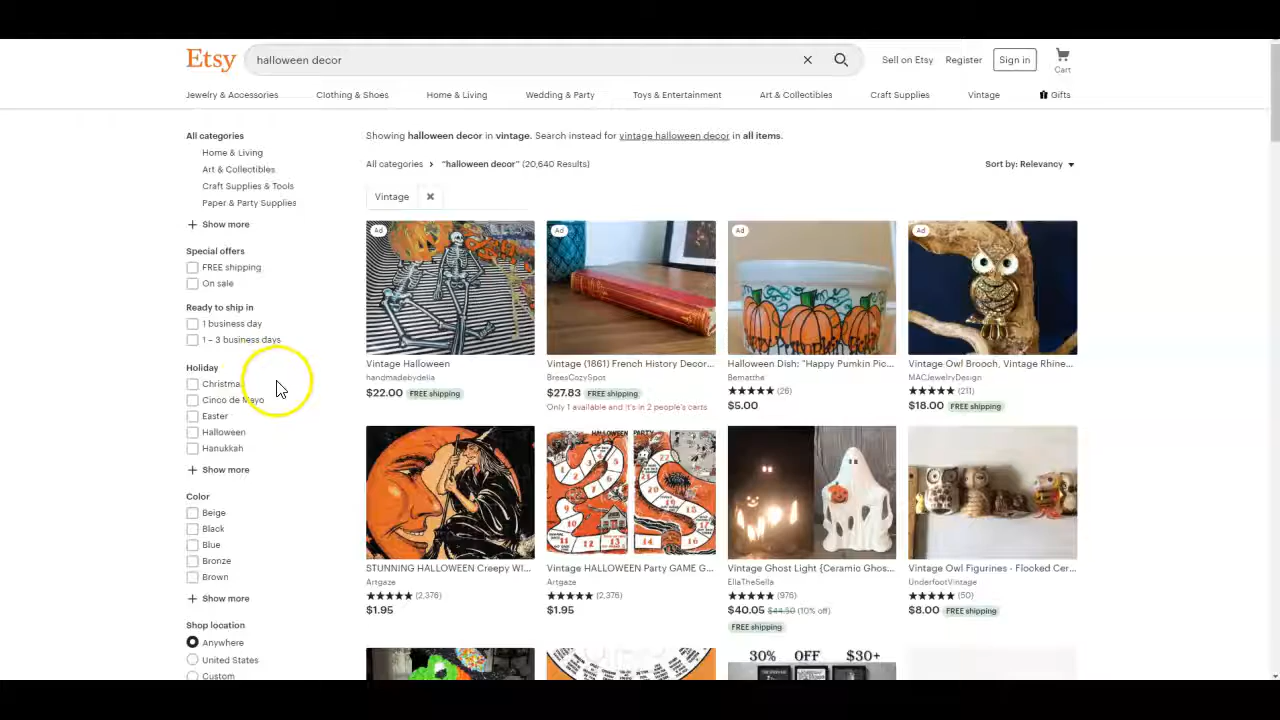 Etsy
halloween decor
Sell on Etsy
Register
Sign in
Cart
Jewelry & Accessories
Clothing & Shoes
Home & Living
Wedding & Party
Toys & Entertainment
Art & Collectibles
Craft Supplies
Vintage
Gifts
All categories
Home & Living
Art & Collectibles
Craft Supplies & Tools
Paper & Party Supplies
Show more
Special offers
FREE shipping
On sale
Ready to ship in
1 business day
1 – 3 business days
Holiday
Christma
Cinco de Mayo
Easter
Halloween
Hanukkah
Show more
Color
Beige
Black
Blue
Bronze
Brown
Show more
Shop location
Anywhere
United States
Custom
Showing halloween decor in vintage. Search instead for vintage halloween decor in all items.
All categories > "halloween decor" (20,640 Results)
Sort by: Relevancy
Vintage
Ad
Vintage Halloween
handmadebydelia
$22.00 FREE shipping
Ad
Vintage (1861) French History Decor...
BreesCozySpot
$27.83 FREE shipping
Only 1 available and it's in 2 people's carts
Ad
Halloween Dish: "Happy Pumkin Pic...
Bematthe
(26)
$5.00
Ad
Vintage Owl Brooch, Vintage Rhine...
MACJewelryDesign
(211)
$18.00 FREE shipping
STUNNING HALLOWEEN Creepy WI...
Artgaze
(2,376)
$1.95
HALLOWEEN PARTY
Vintage HALLOWEEN Party GAME G...
Artgaze
(2,376)
$1.95
Vintage Ghost Light {Ceramic Ghos...
EllaTheSella
(976)
$40.05 $44.50 (10% off)
FREE shipping
Vintage Owl Figurines - Flocked Cer...
UnderfootVintage
(50)
$8.00 FREE shipping
30% OFF $30+